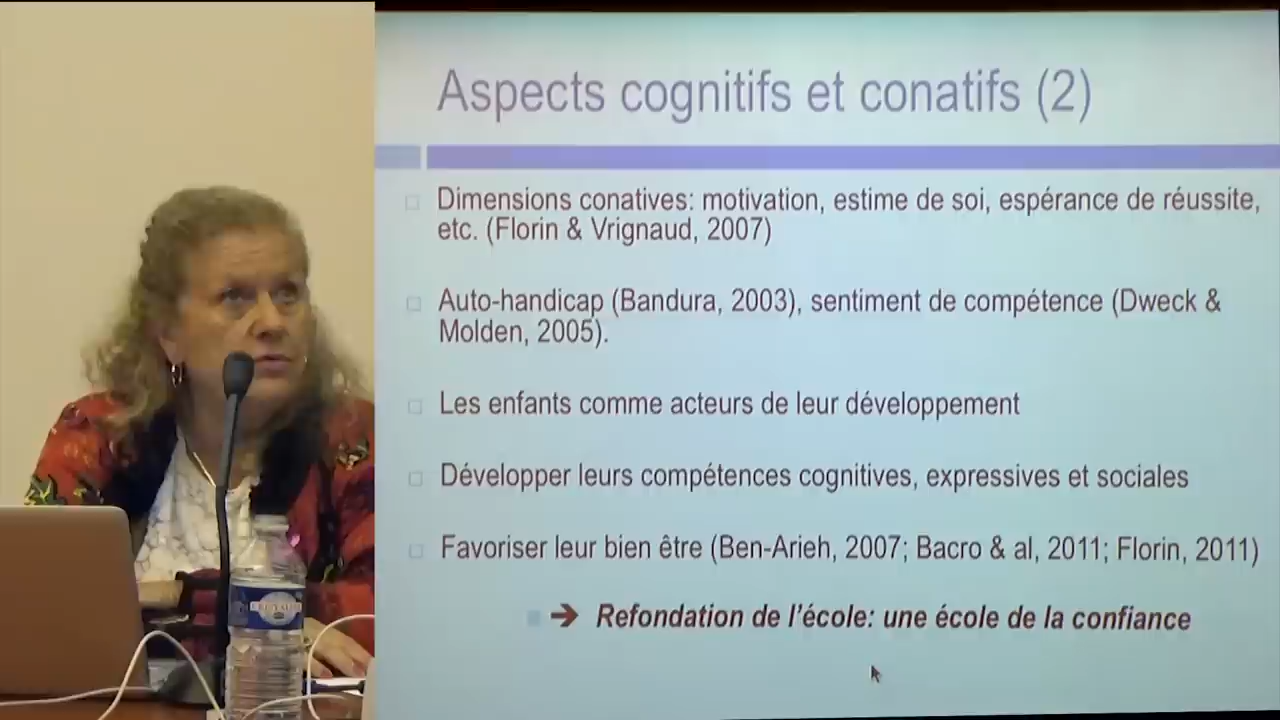 Aspects cognitifs et conatifs (2)
Dimensions conatives: motivation, estime de soi, espérance de réussite,
etc. (Florin & Vrignaud, 2007)
Auto-handicap (Bandura, 2003), sentiment de compétence (Dweck &
Molden, 2005).
Les enfants comme acteurs de leur développement
Développer leurs compétences cognitives, expressives et sociales
Favoriser leur bien être (Ben-Arieh, 2007; Bacro & al, 2011; Florin, 2011)
➔ Refondation de l'école: une école de la confiance